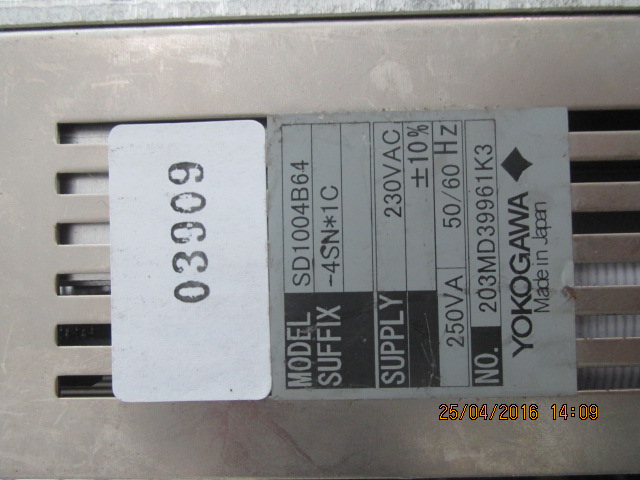 03909
MODEL SD1004B64
SUFFIX -4SN*1C
SUPPLY 230VAC
±10%
250VA 50/60 Hz
NO. 203MD39961K3
YOKOGAWA
Made in Japan
25/04/2016 14:09